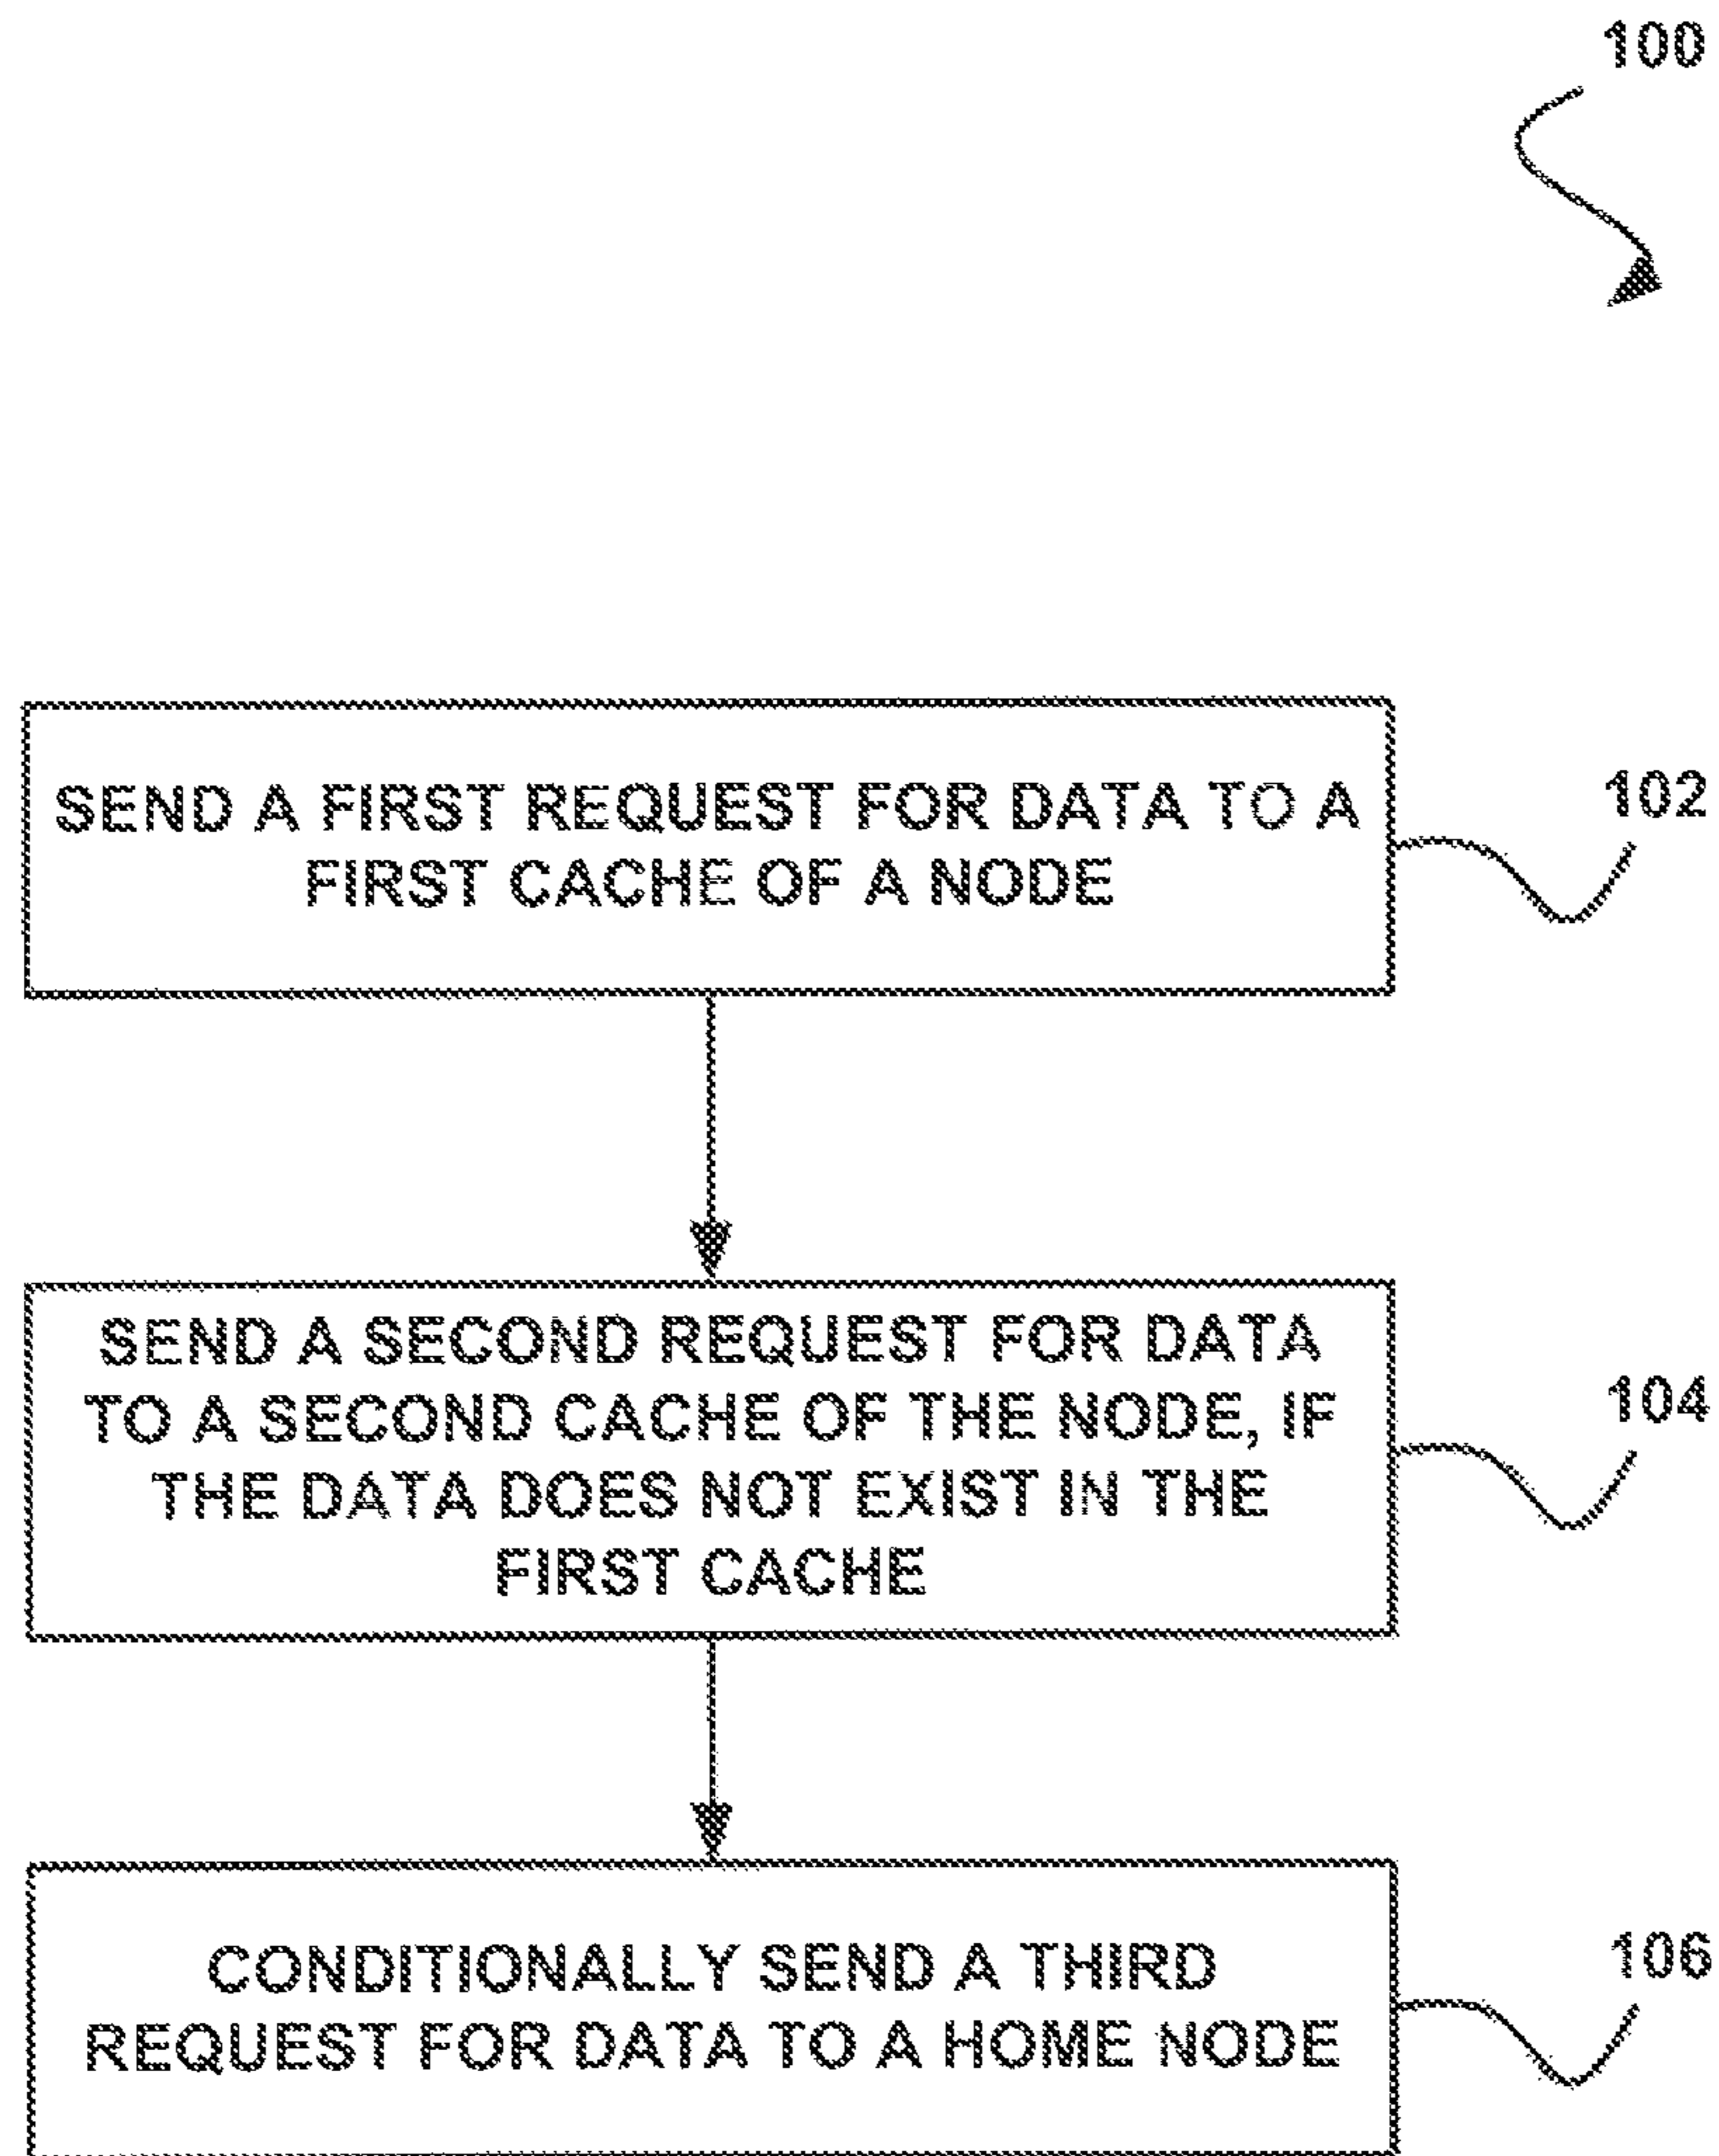 100
SEND A FIRST REQUEST FOR DATA TO A
FIRST CACHE OF A NODE
102
SEND A SECOND REQUEST FOR DATA
TO A SECOND CACHE OF THE NODE, IF
THE DATA DOES NOT EXIST IN THE
FIRST CACHE
104
CONDITIONALLY SEND A THIRD
REQUEST FOR DATA TO A HOME NODE
106